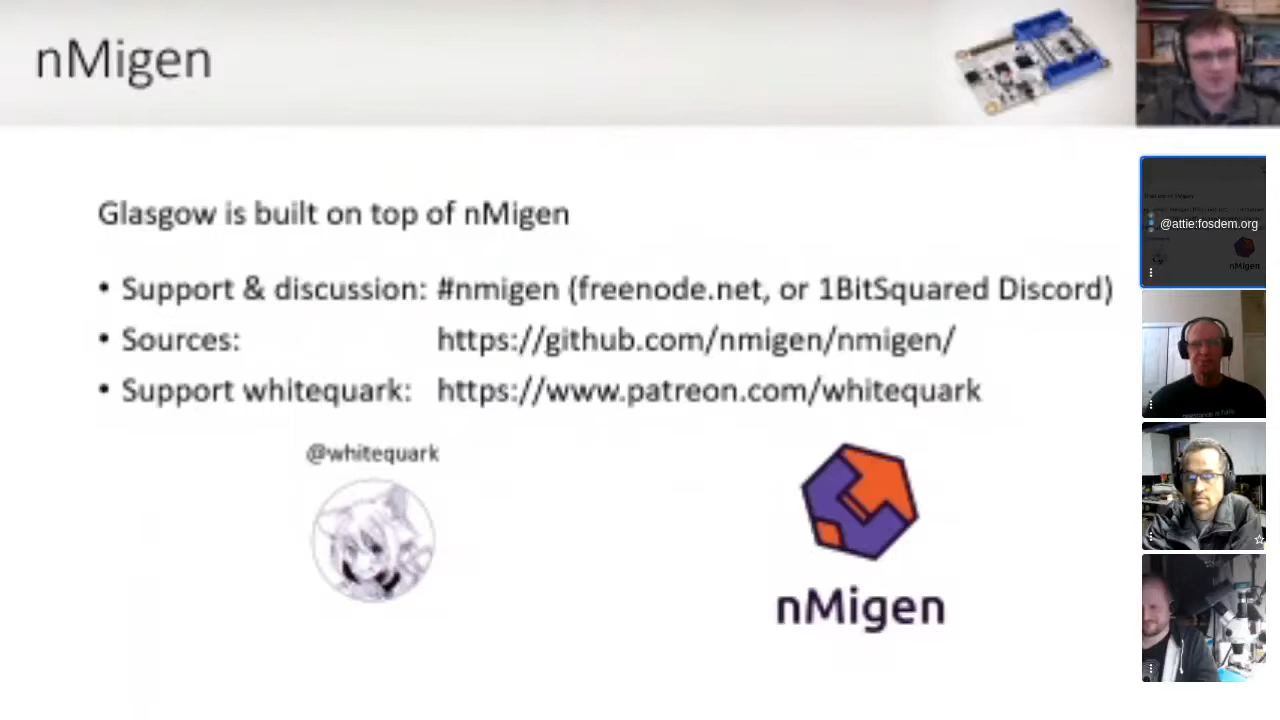 nMigen
Glasgow is built on top of nMigen
• Support & discussion: #nmigen (freenode.net, or 1BitSquared Discord)
• Sources: https://github.com/nmigen/nmigen/
• Support whitequark: https://www.patreon.com/whitequark
@whitequark
nMigen
@attie:fosdem.org
nMigen